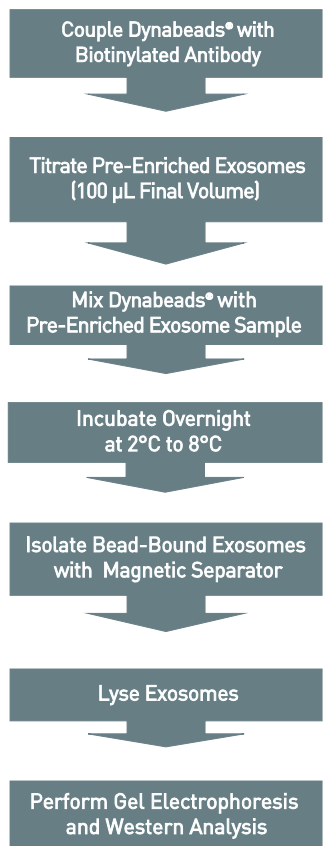 Couple Dynabeads® with
Biotinylated Antibody
Titrate Pre-Enriched Exosomes
(100 µL Final Volume)
Mix Dynabeads® with
Pre-Enriched Exosome Sample
Incubate Overnight
at 2°C to 8°C
Isolate Bead-Bound Exosomes
with Magnetic Separator
Lyse Exosomes
Perform Gel Electrophoresis
and Western Analysis